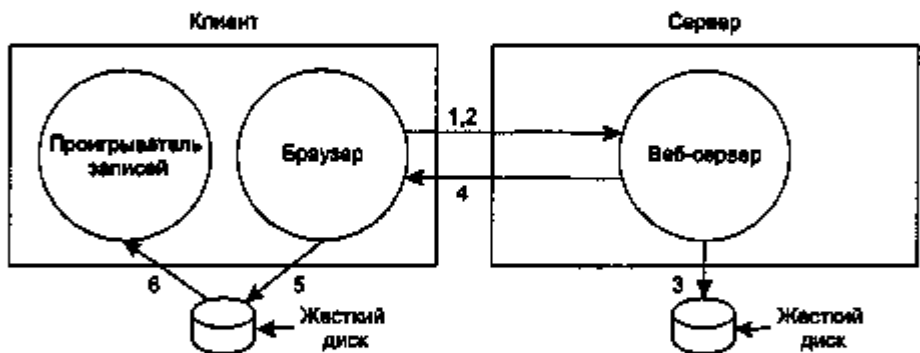 Клиент
Сервер
Проигрыватель
записей
Браузер
1,2
4
Веб-сервер
6
5
3
Жесткий
диск
Жесткий
диск